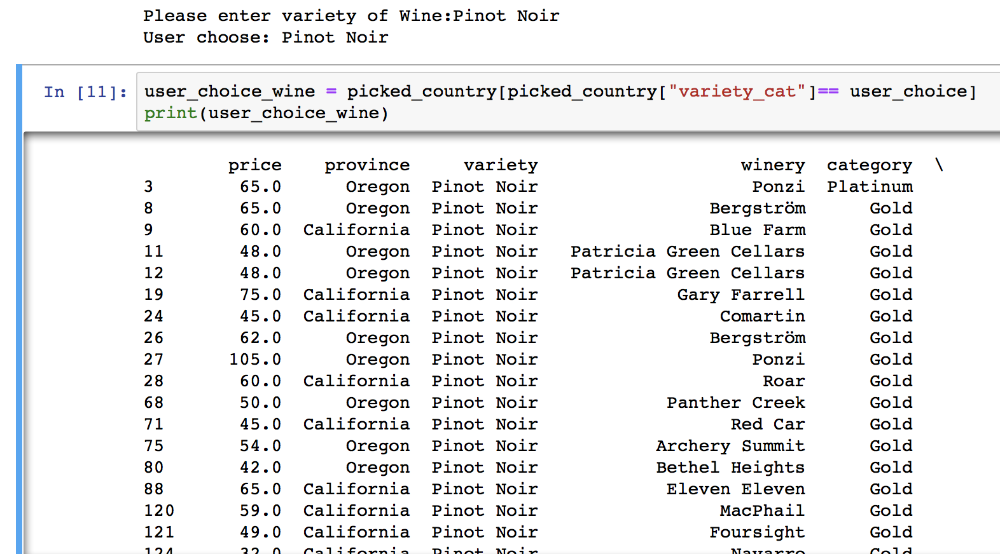 Please enter variety of Wine:Pinot Noir
User choose: Pinot Noir
In [11]: user_choice_wine = picked_country[picked_country["variety_cat"]== user_choice]
print(user_choice_wine)
price province variety winery category \
3 65.0 Oregon Pinot Noir Ponzi Platinum
8 65.0 Oregon Pinot Noir Bergström Gold
9 60.0 California Pinot Noir Blue Farm Gold
11 48.0 Oregon Pinot Noir Patricia Green Cellars Gold
12 48.0 Oregon Pinot Noir Patricia Green Cellars Gold
19 75.0 California Pinot Noir Gary Farrell Gold
24 45.0 California Pinot Noir Comartin Gold
26 62.0 Oregon Pinot Noir Bergström Gold
27 105.0 Oregon Pinot Noir Ponzi Gold
28 60.0 California Pinot Noir Roar Gold
68 50.0 Oregon Pinot Noir Panther Creek Gold
71 45.0 California Pinot Noir Red Car Gold
75 54.0 Oregon Pinot Noir Archery Summit Gold
80 42.0 Oregon Pinot Noir Bethel Heights Gold
88 65.0 California Pinot Noir Eleven Eleven Gold
120 59.0 California Pinot Noir MacPhail Gold
121 49.0 California Pinot Noir Foursight Gold
124 32.0 California Pinot Noir Navarro Gold